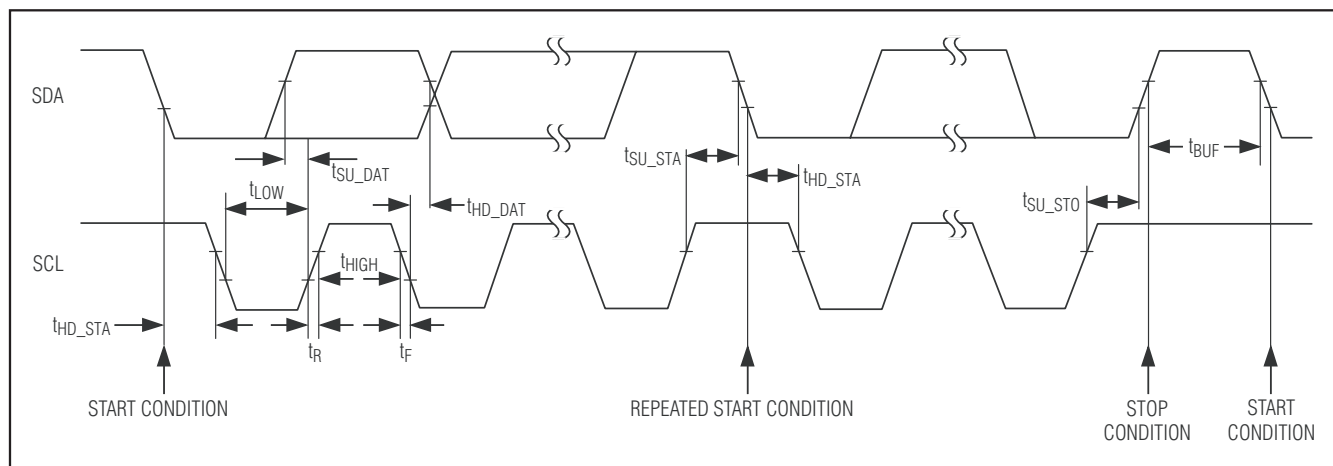 SDA
tSU_STA
tBUF
tSU_DAT
tHD_STA
tLOW
tHD_DAT
tSU_STO
SCL
tHIGH
tHD_STA
tR
tF
START CONDITION
REPEATED START CONDITION
STOP
CONDITION
START
CONDITION